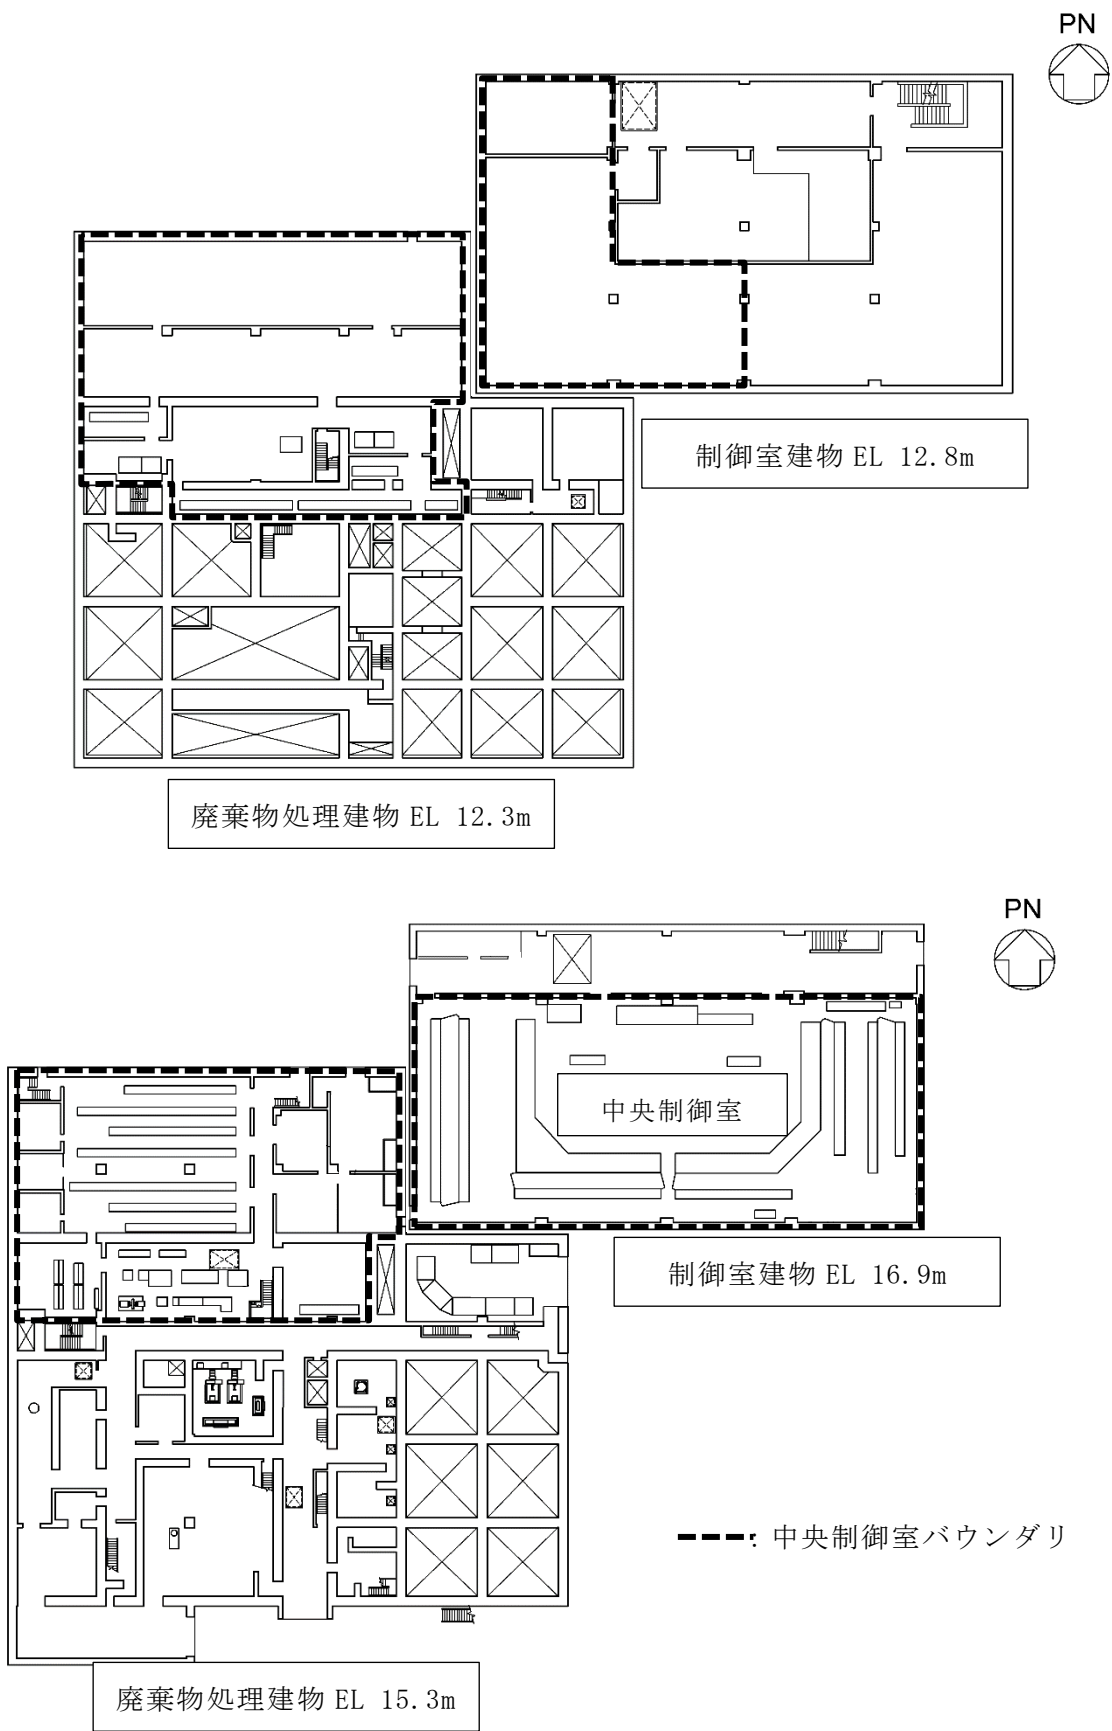 PN
制御室建物 EL 12.8m
廃棄物処理建物 EL 12.3m
PN
中央制御室
制御室建物 EL 16.9m
: 中央制御室バウンダリ
廃棄物処理建物 EL 15.3m